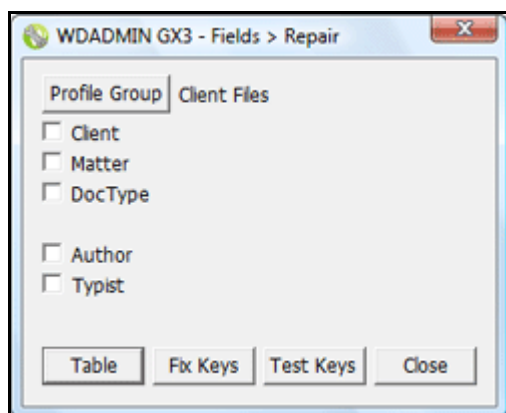 WDADMIN GX3 - Fields > Repair
Profile Group Client Files
Client
Matter
DocType
Author
Typist
Table Fix Keys Test Keys Close